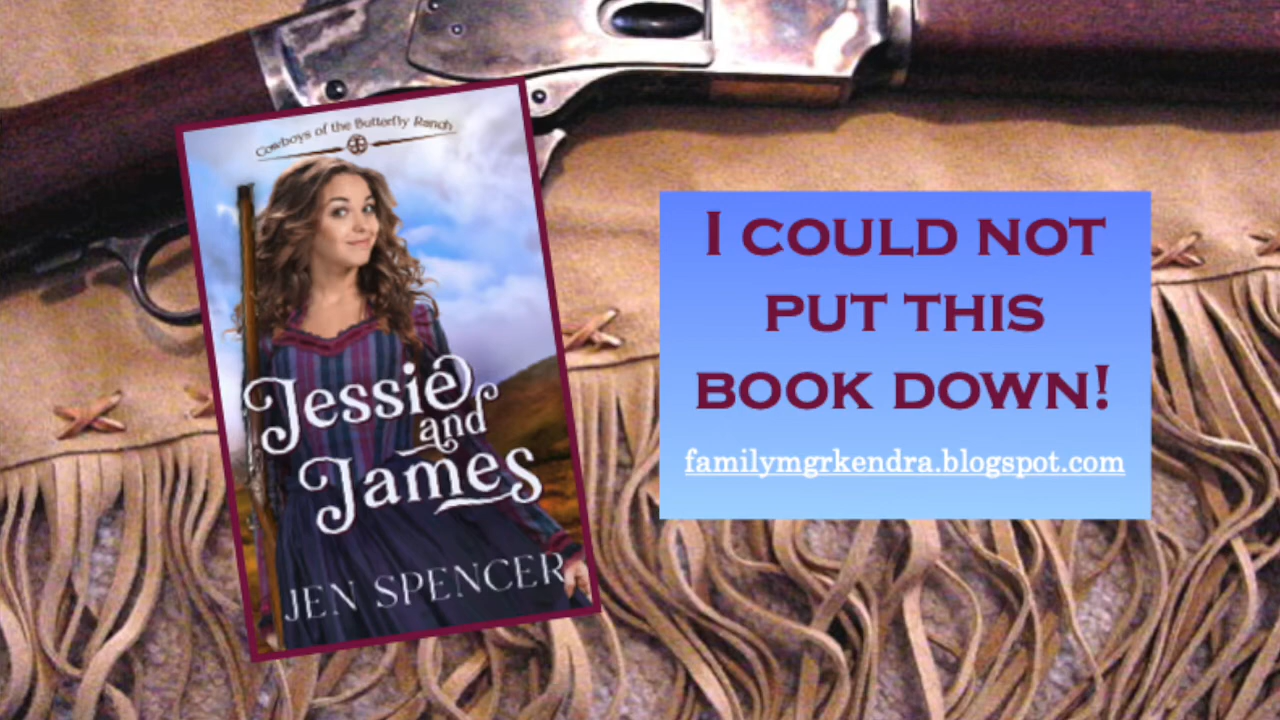 Cowboys of the Butterfly Ranch
Jessie
and
James
JEN SPENCER
I COULD NOT
PUT THIS
BOOK DOWN!
familymgrkendra.blogspot.com